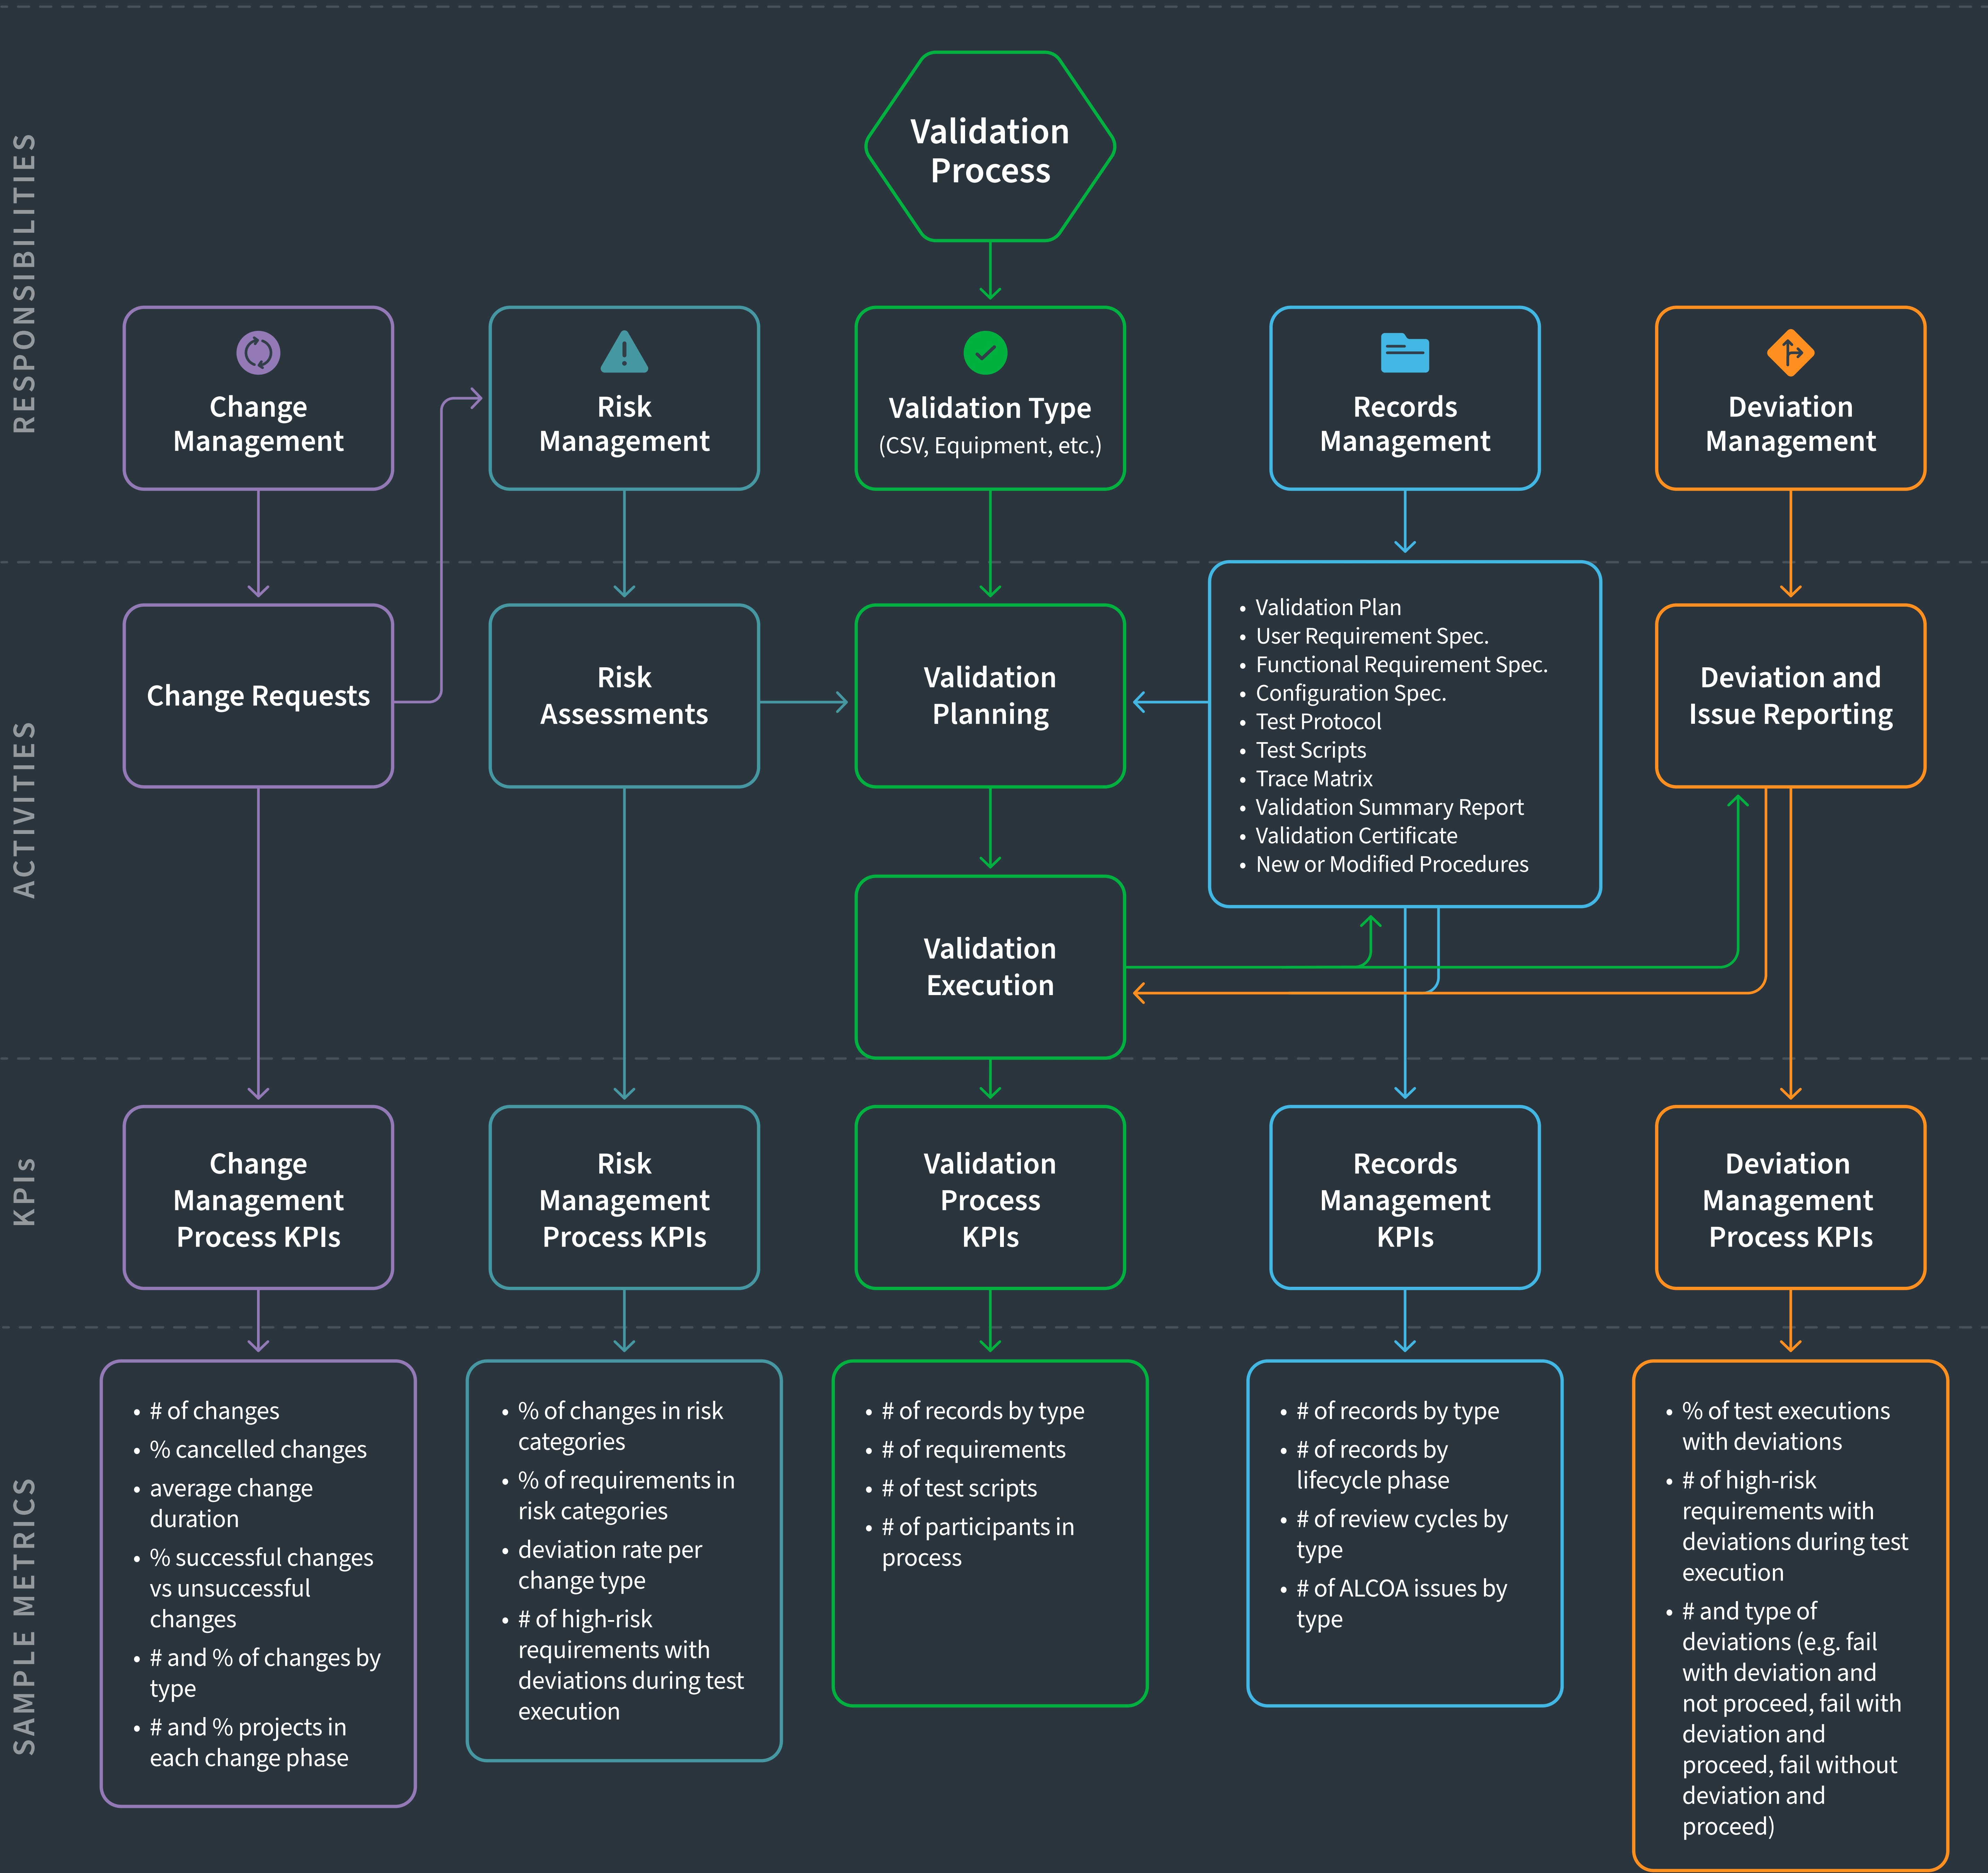 RESPONSIBILITIES
Validation
Process
Change
Management
Risk
Management
Validation Type
(CSV, Equipment, etc.)
Records
Management
Deviation
Management
ACTIVITIES
Change Requests
Risk
Assessments
Validation
Planning
• Validation Plan
• User Requirement Spec.
• Functional Requirement Spec.
• Configuration Spec.
• Test Protocol
• Test Scripts
• Trace Matrix
• Validation Summary Report
• Validation Certificate
• New or Modified Procedures
Deviation and
Issue Reporting
Validation
Execution
KPIs
Change
Management
Process KPIs
Risk
Management
Process KPIs
Validation
Process
KPIs
Records
Management
KPIs
Deviation
Management
Process KPIs
SAMPLE METRICS
• # of changes
• % cancelled changes
• average change
duration
• % successful changes
vs unsuccessful
changes
• # and % of changes by
type
• # and % projects in
each change phase
• % of changes in risk
categories
• % of requirements in
risk categories
• deviation rate per
change type
• # of high-risk
requirements with
deviations during test
execution
• # of records by type
• # of requirements
• # of test scripts
• # of participants in
process
• # of records by type
• # of records by
lifecycle phase
• # of review cycles by
type
• # of ALCOA issues by
type
• % of test executions
with deviations
• # of high-risk
requirements with
deviations during test
execution
• # and type of
deviations (e.g. fail
with deviation and
not proceed, fail with
deviation and
proceed, fail without
deviation and
proceed)